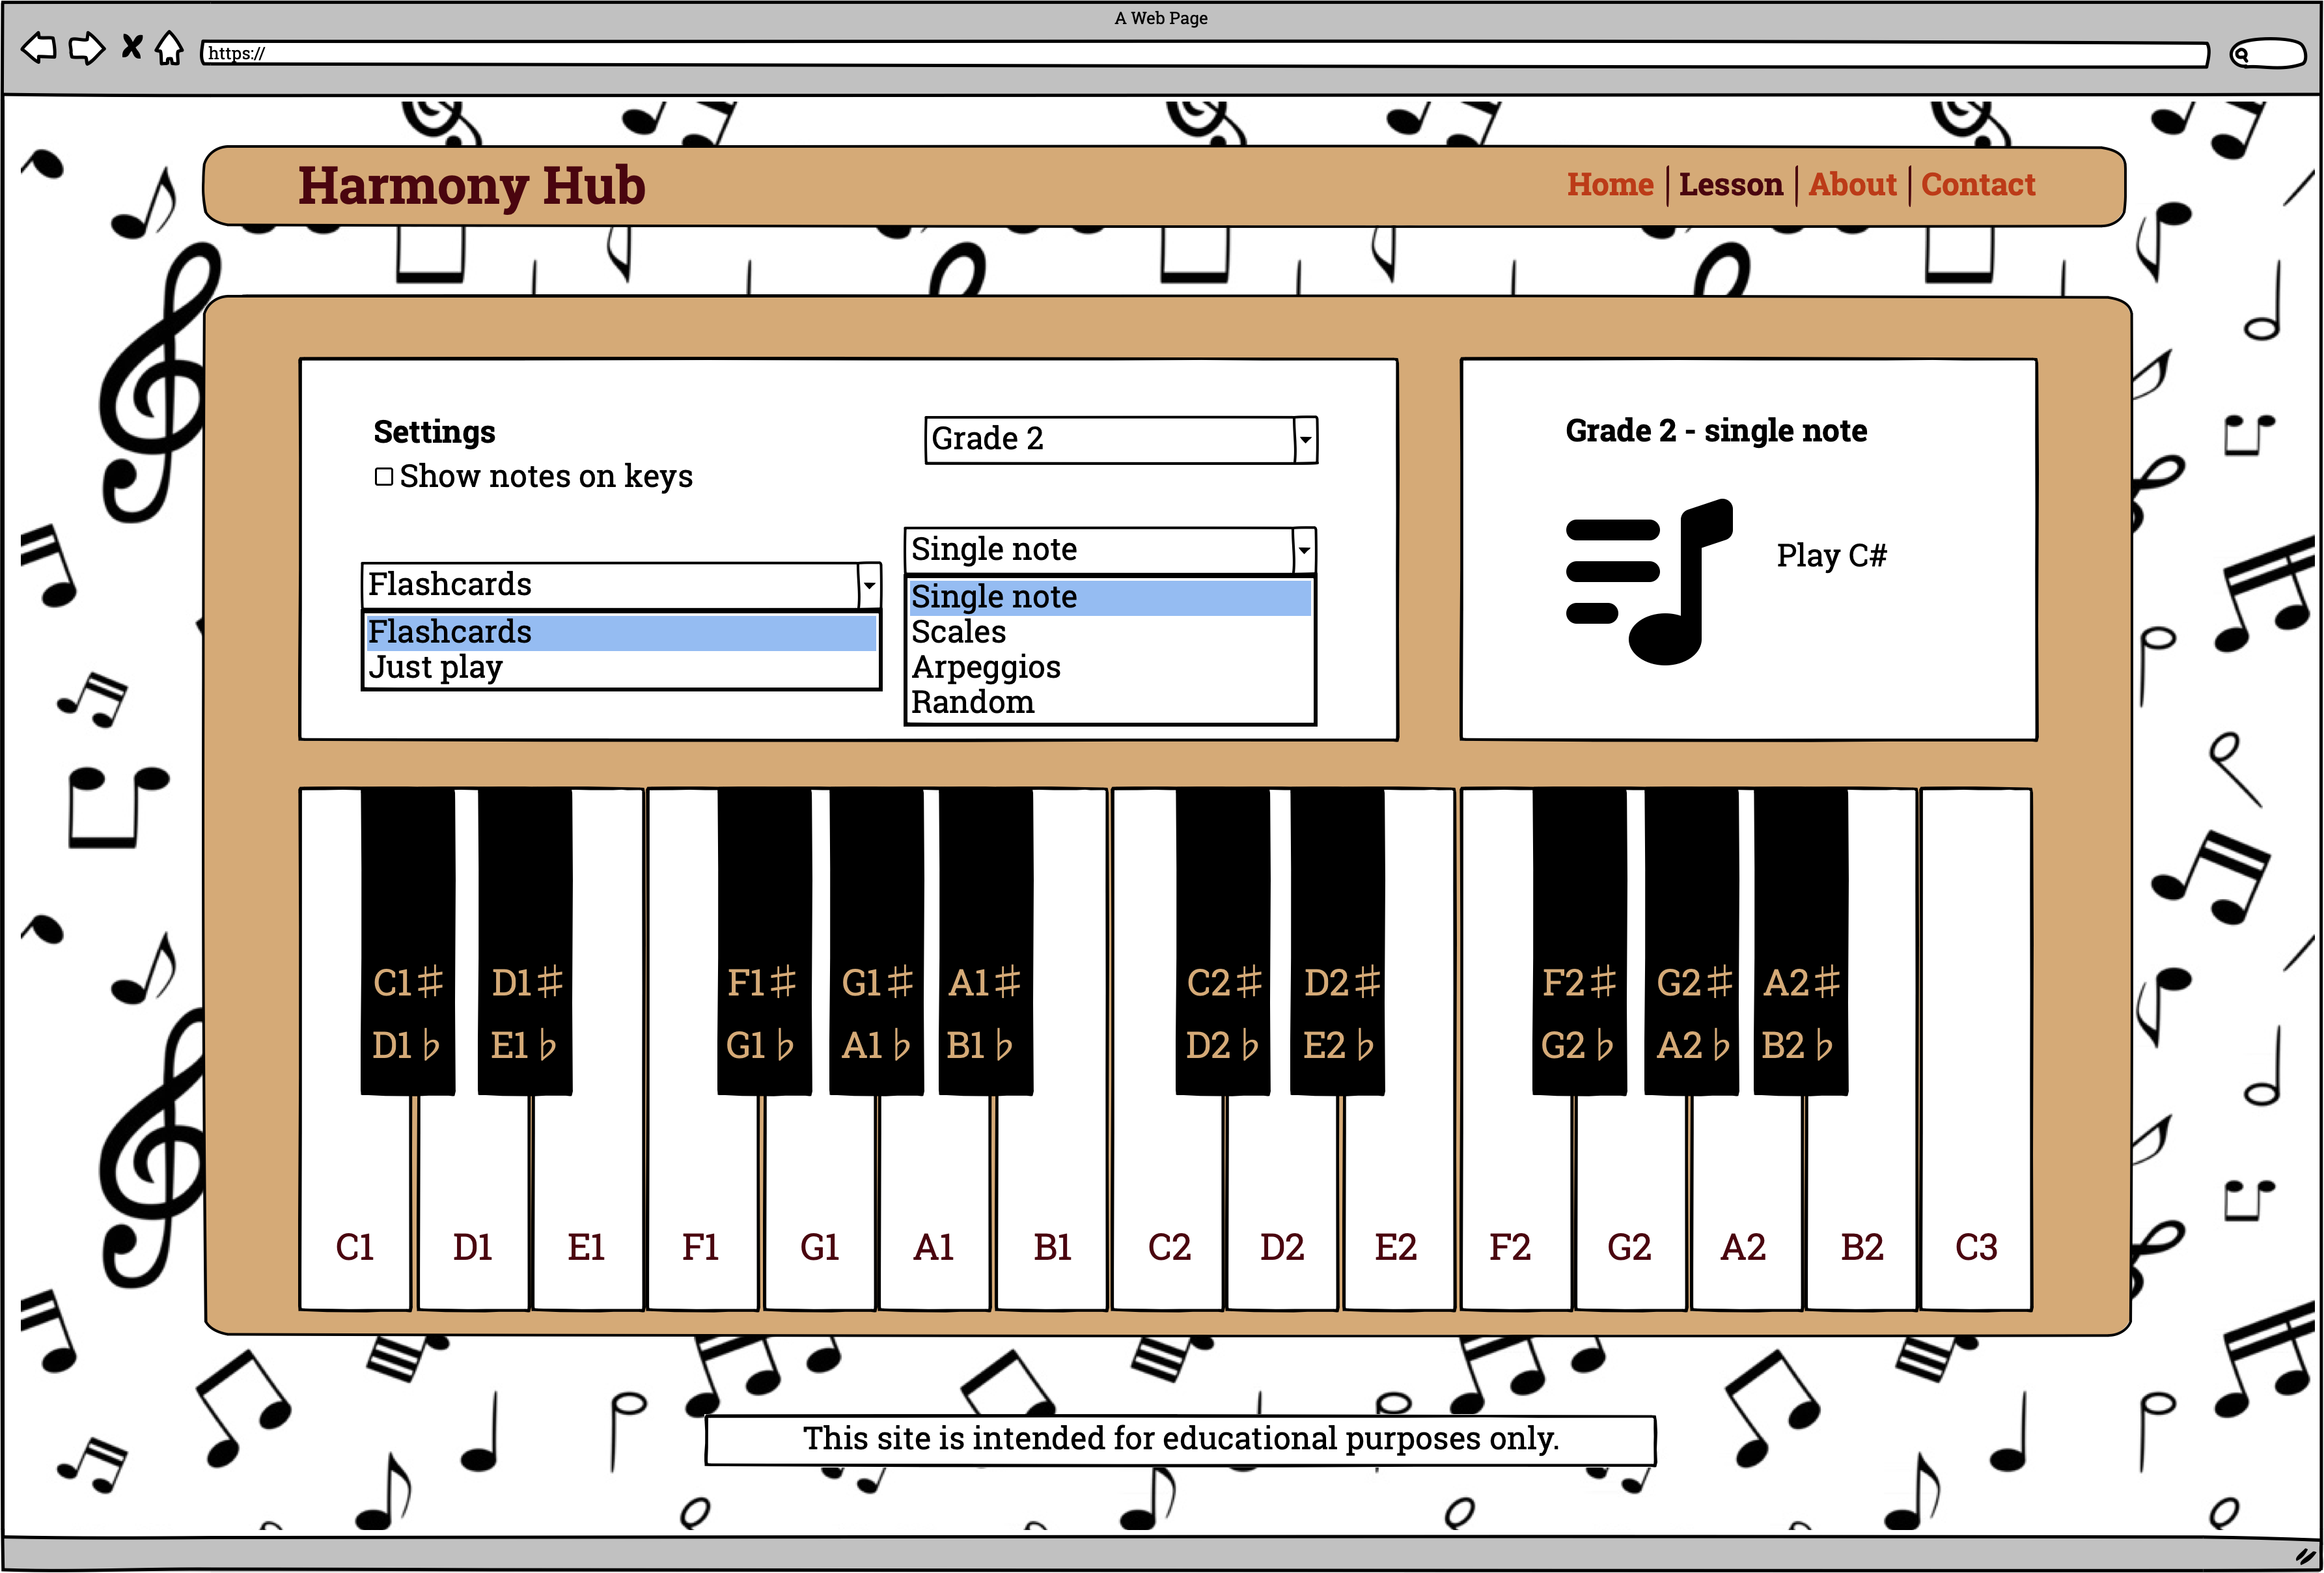 A Web Page
https://
Harmony Hub
Home | Lesson | About | Contact
Settings
Show notes on keys
Grade 2
Flashcards
Flashcards
Just play
Single note
Single note
Scales
Arpeggios
Random
Grade 2 - single note
Play C#
C1♯ D1♯ F1♯ G1♯ A1♯ C2♯ D2♯ F2♯ G2♯ A2♯
D1♭ E1♭ G1♭ A1♭ B1♭ D2♭ E2♭ G2♭ A2♭ B2♭
C1 D1 E1 F1 G1 A1 B1 C2 D2 E2 F2 G2 A2 B2 C3
This site is intended for educational purposes only.